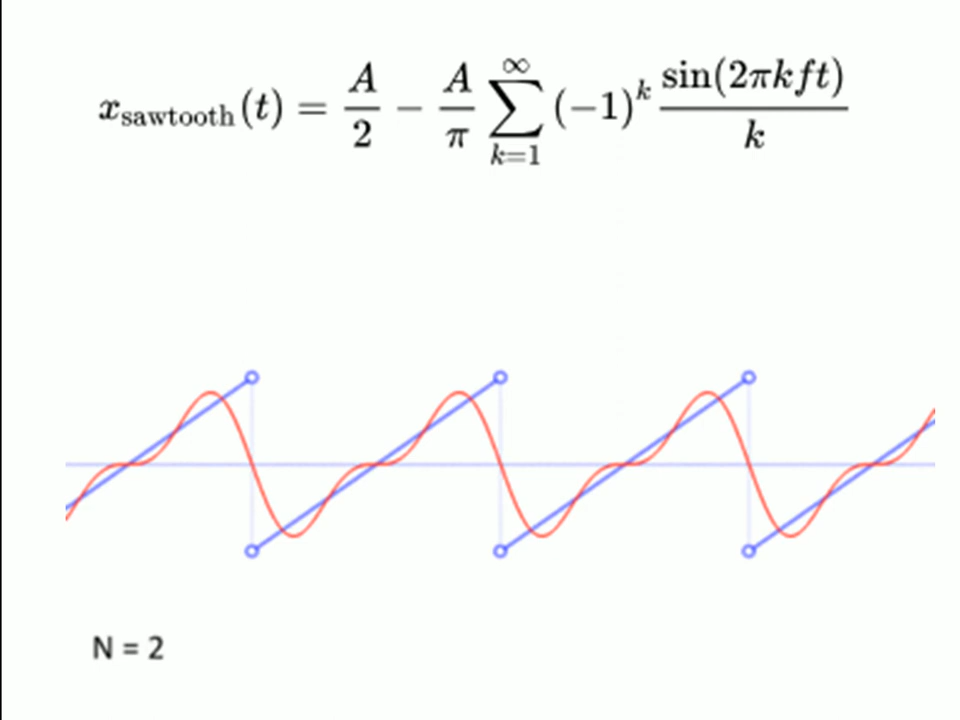 x_sawtooth(t) = A/2 − A/π ∑_{k=1}^{∞} (−1)^k sin(2πkft)/k
N = 2